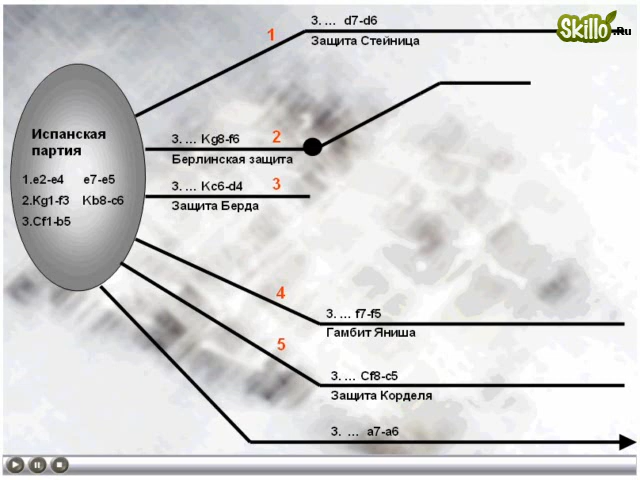 3. ... d7-d6
Skillo.Ru
1
Защита Стейница
Испанская
партия
3. ... Kg8-f6
2
Берлинская защита
1.e2-e4 e7-e5
3. ... Kc6-d4
3
2.Kg1-f3 Kb8-c6
Защита Берда
3.Cf1-b5
4
3. ... f7-f5
Гамбит Яниша
5
3. ... Cf8-c5
Защита Корделя
3. ... a7-a6